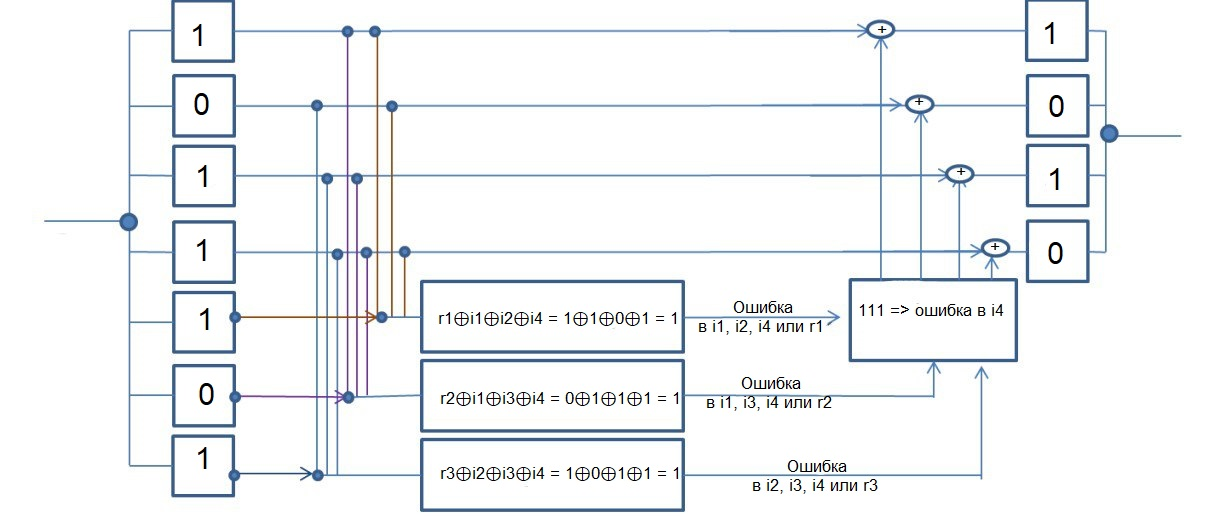 1
1
0
0
1
1
1
0
1
r1⊕i1⊕i2⊕i4 = 1⊕1⊕0⊕1 = 1
Ошибка
в i1, i2, i4 или r1
111 => ошибка в i4
0
r2⊕i1⊕i3⊕i4 = 0⊕1⊕1⊕1 = 1
Ошибка
в i1, i3, i4 или r2
1
r3⊕i2⊕i3⊕i4 = 1⊕0⊕1⊕1 = 1
Ошибка
в i2, i3, i4 или r3